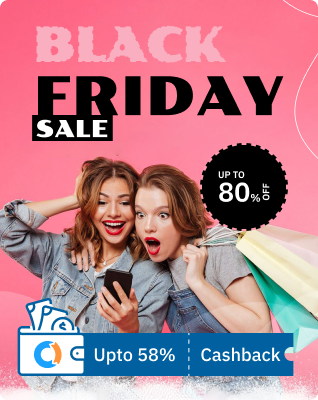 BLACK
FRIDAY
SALE
UP TO
80% OFF
Upto 58% Cashback